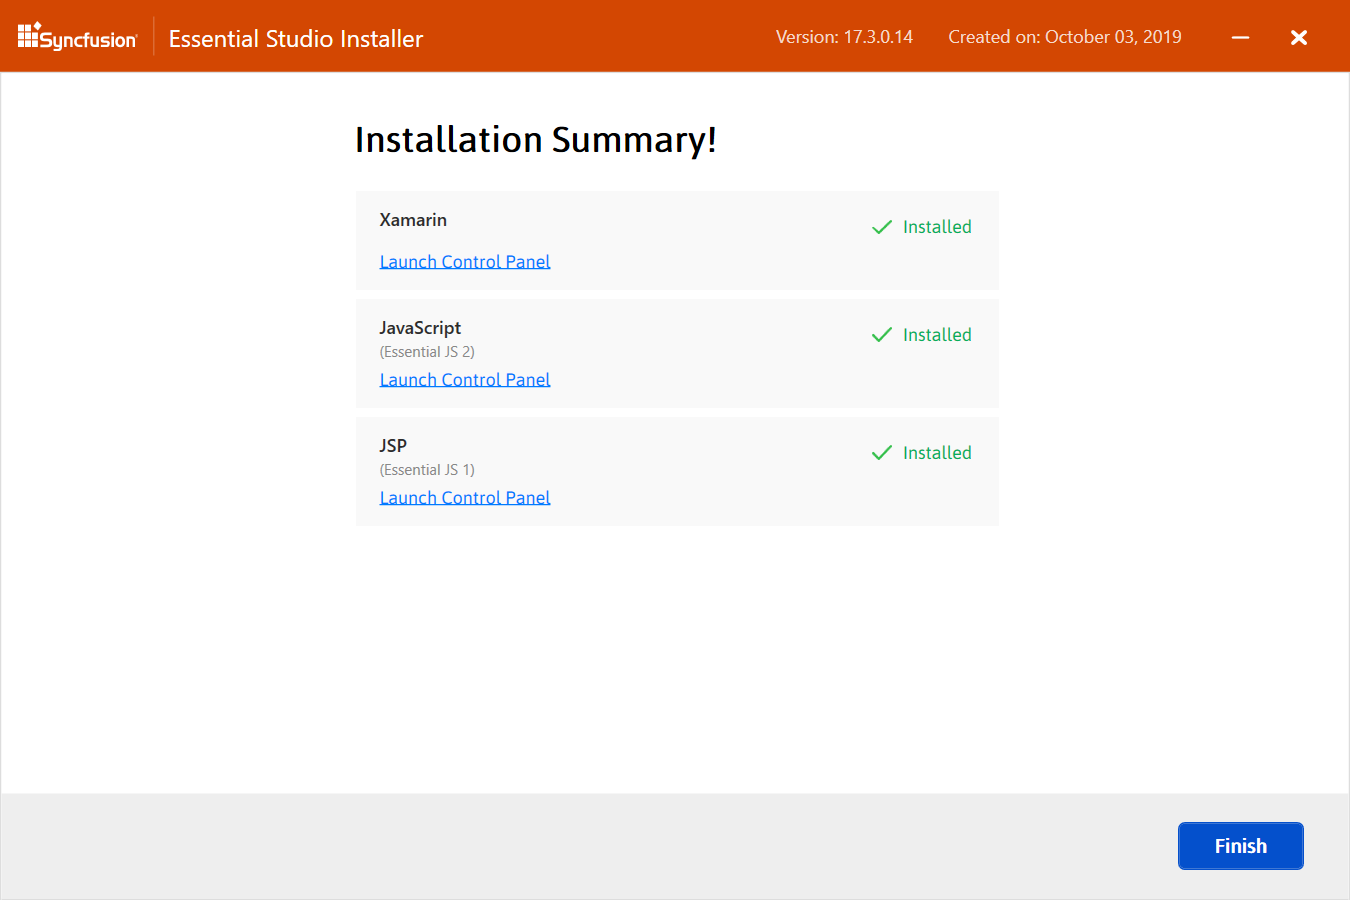 Syncfusion
Essential Studio Installer
Version: 17.3.0.14
Created on: October 03, 2019
Installation Summary!
Xamarin
Installed
Launch Control Panel
JavaScript
(Essential JS 2)
Installed
Launch Control Panel
JSP
(Essential JS 1)
Installed
Launch Control Panel
Finish